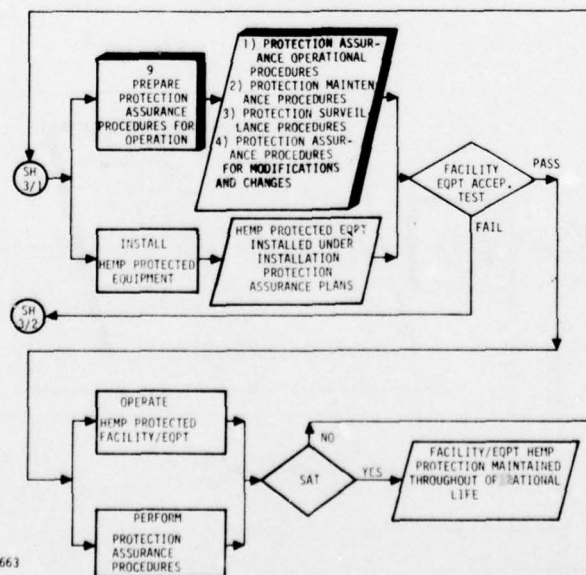 9
PREPARE
PROTECTION
ASSURANCE
PROCEDURES FOR
OPERATION
1) PROTECTION ASSUR-
ANCE OPERATIONAL
PROCEDURES
2) PROTECTION MAINTEN-
ANCE PROCEDURES
3) PROTECTION SURVEIL-
LANCE PROCEDURES
4) PROTECTION ASSUR-
ANCE PROCEDURES
FOR MODIFICATIONS
AND CHANGES
SH
3/1
FACILITY
EQPT ACCEP.
TEST
PASS
FAIL
INSTALL
HEMP PROTECTED
EQUIPMENT
HEMP PROTECTED EQPT
INSTALLED UNDER
INSTALLATION
PROTECTION
ASSURANCE PLANS
SH
3/2
OPERATE
HEMP PROTECTED
FACILITY/EQPT
NO
SAT
YES
FACILITY/EQPT HEMP
PROTECTION MAINTAINED
THROUGHOUT
LIFE
PERFORM
PROTECTION
ASSURANCE
PROCEDURES
663